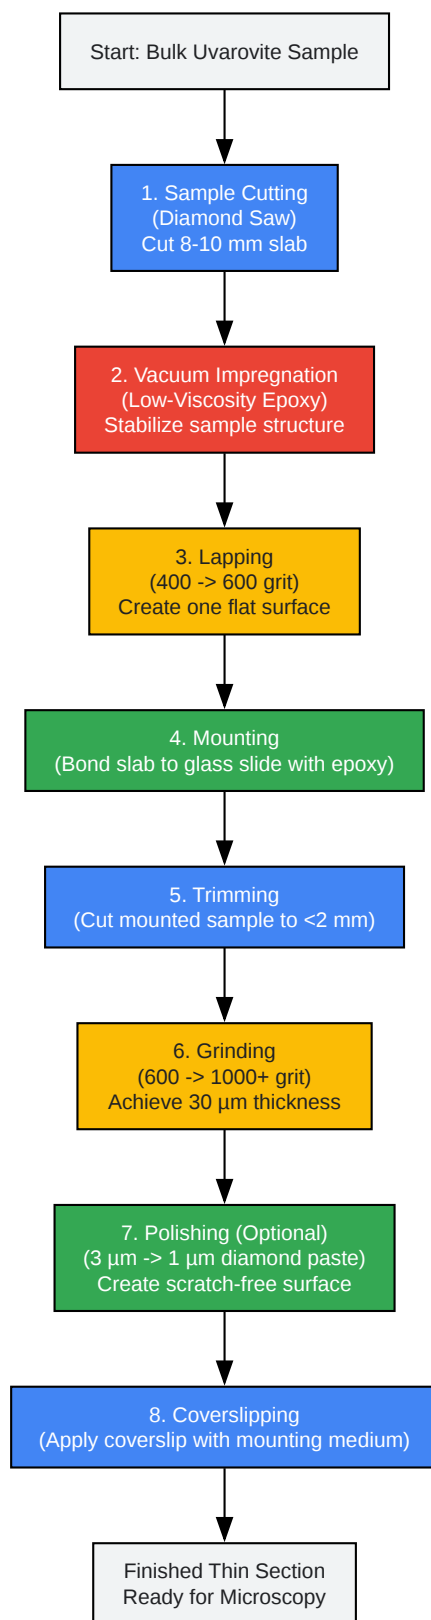 Start: Bulk Uvarovite Sample
1. Sample Cutting
(Diamond Saw)
Cut 8-10 mm slab
2. Vacuum Impregnation
(Low-Viscosity Epoxy)
Stabilize sample structure
3. Lapping
(400 -> 600 grit)
Create one flat surface
4. Mounting
(Bond slab to glass slide with epoxy)
5. Trimming
(Cut mounted sample to <2 mm)
6. Grinding
(600 -> 1000+ grit)
Achieve 30 µm thickness
7. Polishing (Optional)
(3 µm -> 1 µm diamond paste)
Create scratch-free surface
8. Coverslipping
(Apply coverslip with mounting medium)
Finished Thin Section
Ready for Microscopy